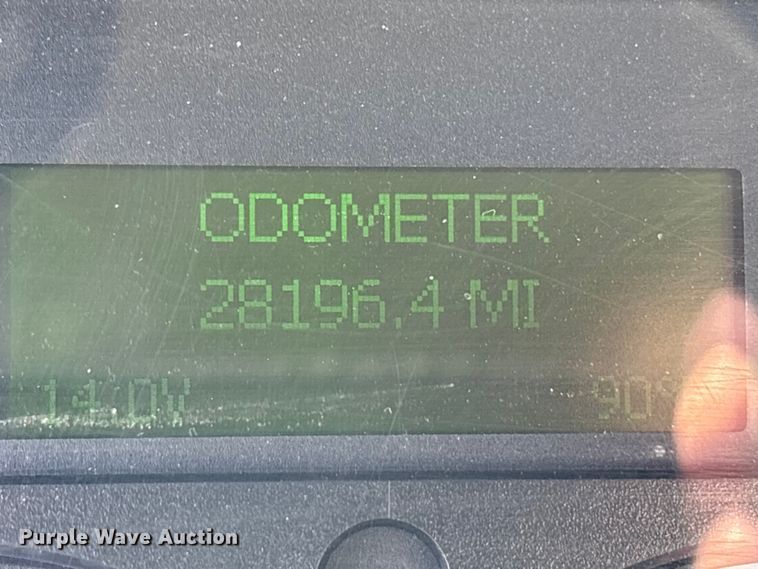 ODOMETER
28196.4 MI
14.0V
Purple Wave Auction